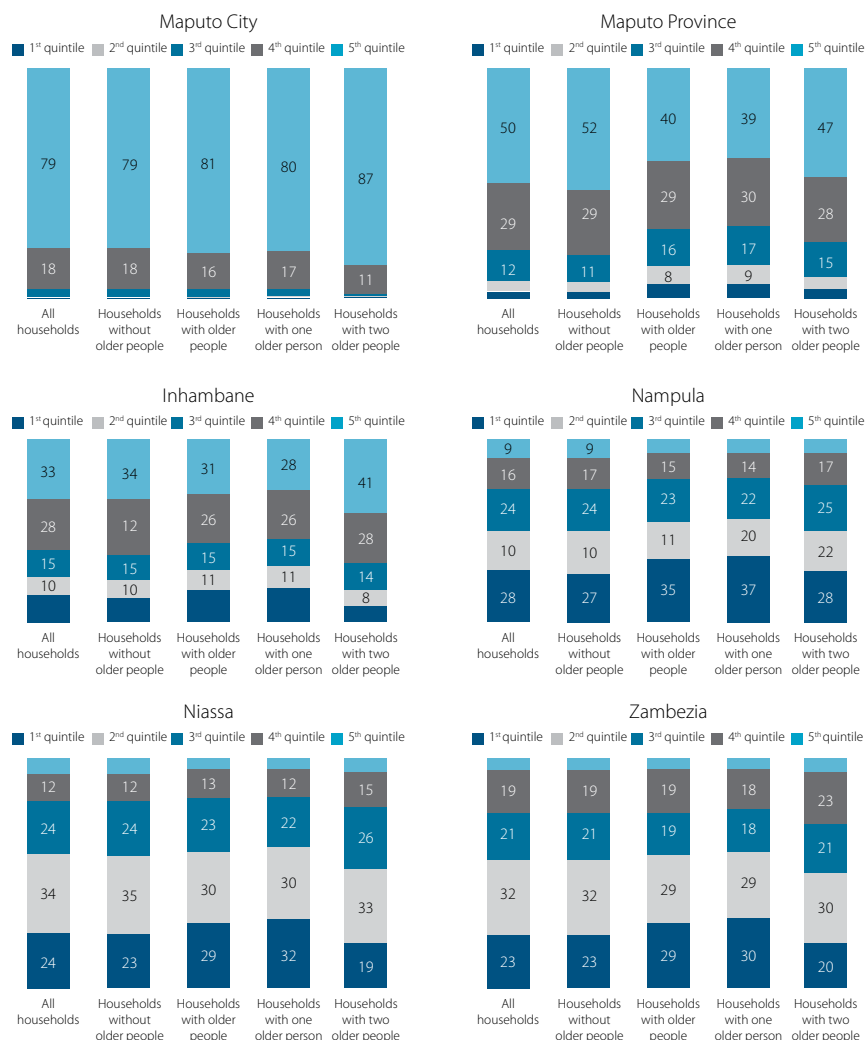 Maputo City
1st quintile 2nd quintile 3rd quintile 4th quintile 5th quintile
79 79 81 80 87
18 18 16 17 11
All households
Households without older people
Households with older people
Households with one older person
Households with two older people
Maputo Province
1st quintile 2nd quintile 3rd quintile 4th quintile 5th quintile
50 52 40 39 47
29 29 29 30 28
12 11 16 17 15
8 9
All households
Households without older people
Households with older people
Households with one older person
Households with two older people
Inhambane
1st quintile 2nd quintile 3rd quintile 4th quintile 5th quintile
33 34 31 28 41
28 12 26 26 28
15 15 15 15 14
10 10 11 11 8
All households
Households without older people
Households with older people
Households with one older person
Households with two older people
Nampula
1st quintile 2nd quintile 3rd quintile 4th quintile 5th quintile
9 9
16 17 15 14 17
24 24 23 22 25
10 10 11 20 22
28 27 35 37 28
All households
Households without older people
Households with older people
Households with one older person
Households with two older people
Niassa
1st quintile 2nd quintile 3rd quintile 4th quintile 5th quintile
12 12 13 12 15
24 24 23 22 26
34 35 30 30 33
24 23 29 32 19
All households
Households without older people
Households with older people
Households with one older person
Households with two older people
Zambezia
1st quintile 2nd quintile 3rd quintile 4th quintile 5th quintile
19 19 19 18 23
21 21 19 18 21
32 32 29 29 30
23 23 29 30 20
All households
Households without older people
Households with older people
Households with one older person
Households with two older people